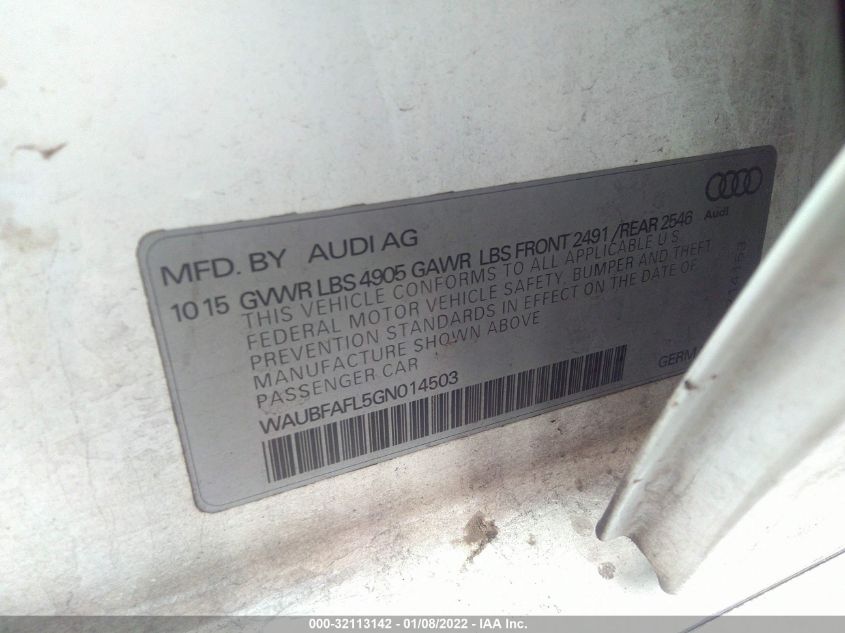 MFD. BY AUDI AG
Audi
10 15 GVWR LBS 4905 GAWR LBS FRONT 2491 / REAR 2546
THIS VEHICLE CONFORMS TO ALL APPLICABLE U S
FEDERAL MOTOR VEHICLE SAFETY, BUMPER AND THEFT
PREVENTION STANDARDS IN EFFECT ON THE DATE OF
MANUFACTURE SHOWN ABOVE
PASSENGER CAR
WAUBFAFL5GN014503
GERM
000-32113142 - 01/08/2022 - IAA Inc.